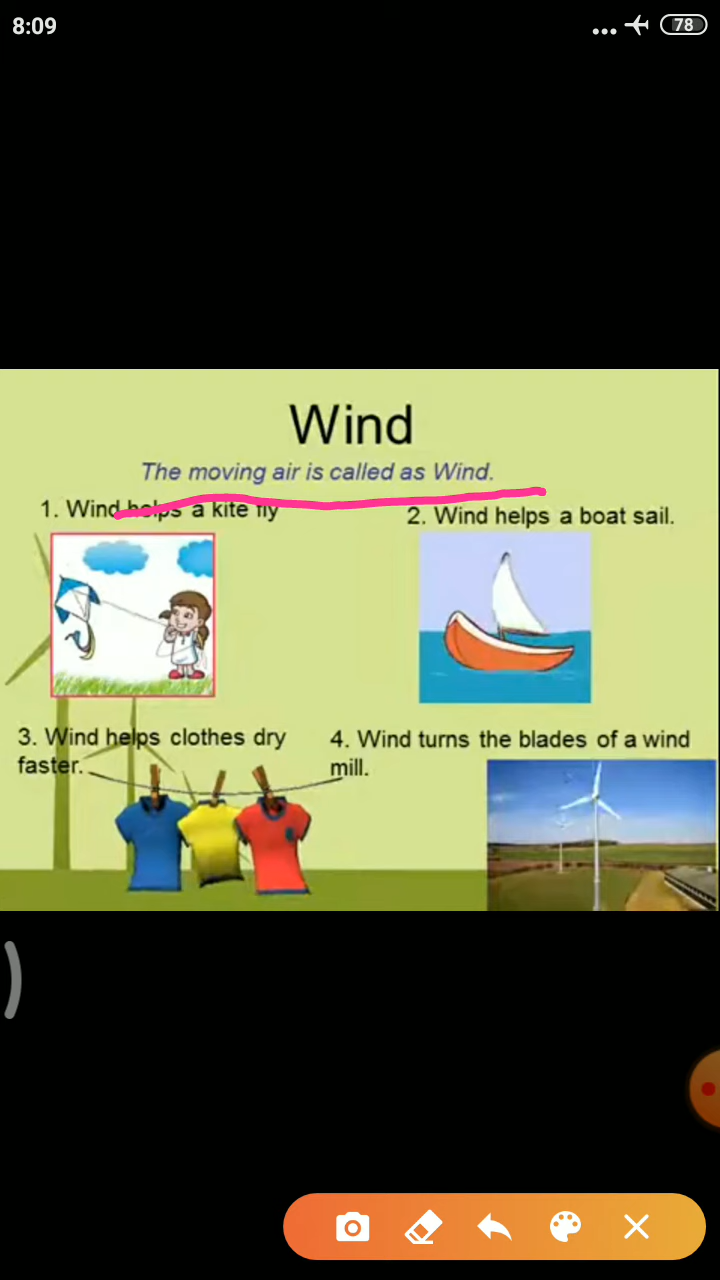 8:09
78
Wind
The moving air is called as Wind.
1. Wind helps a kite fly
2. Wind helps a boat sail.
3. Wind helps clothes dry
faster.
4. Wind turns the blades of a wind
mill.